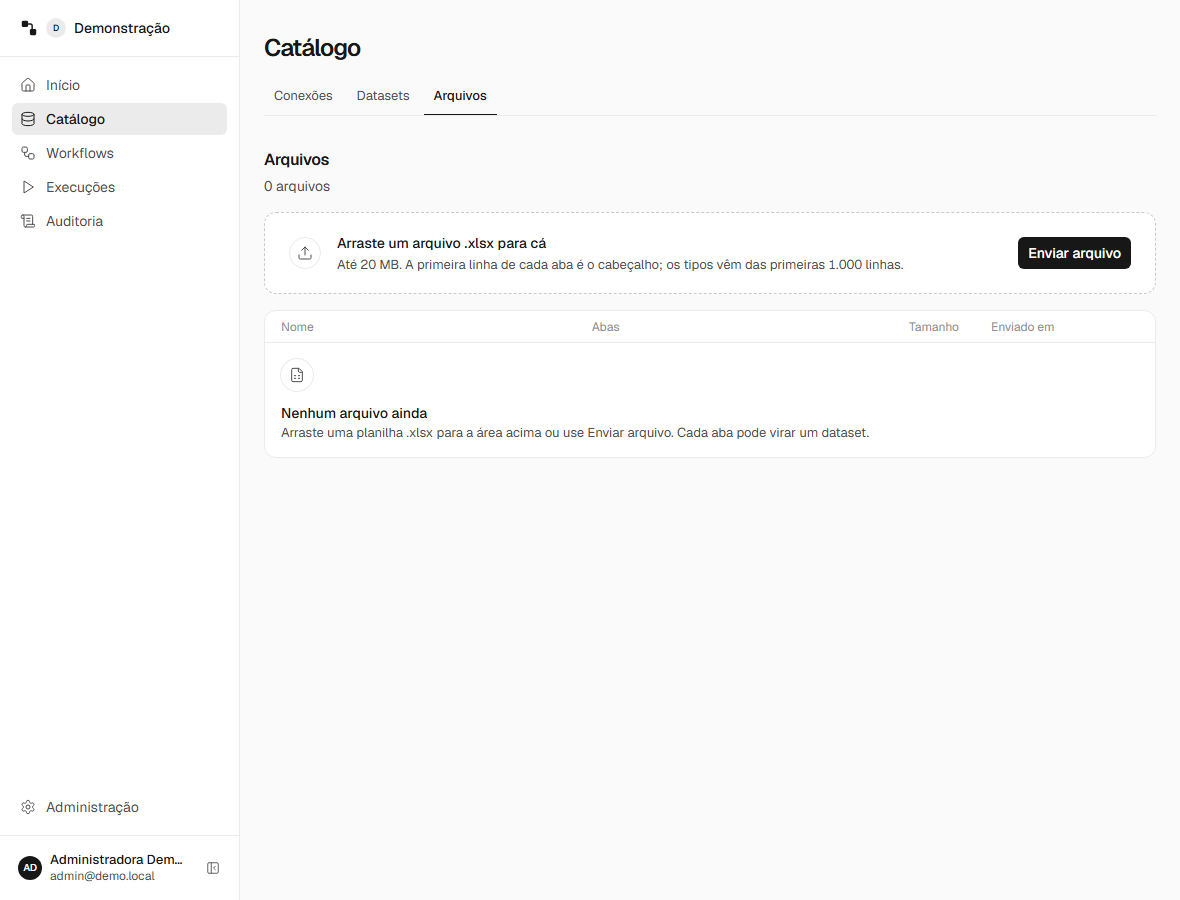 D Demonstração
Início
Catálogo
Workflows
Execuções
Auditoria
Administração
AD
Administradora Dem...
admin@demo.local
Catálogo
Conexões Datasets Arquivos
Arquivos
0 arquivos
Arraste um arquivo .xlsx para cá
Até 20 MB. A primeira linha de cada aba é o cabeçalho; os tipos vêm das primeiras 1.000 linhas.
Enviar arquivo
Nome Abas Tamanho Enviado em
Nenhum arquivo ainda
Arraste uma planilha .xlsx para a área acima ou use Enviar arquivo. Cada aba pode virar um dataset.